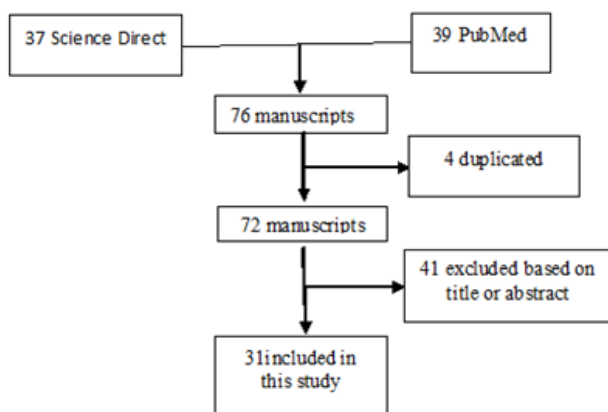 37 Science Direct
39 PubMed
76 manuscripts
4 duplicated
72 manuscripts
41 excluded based on
title or abstract
31included in
this study